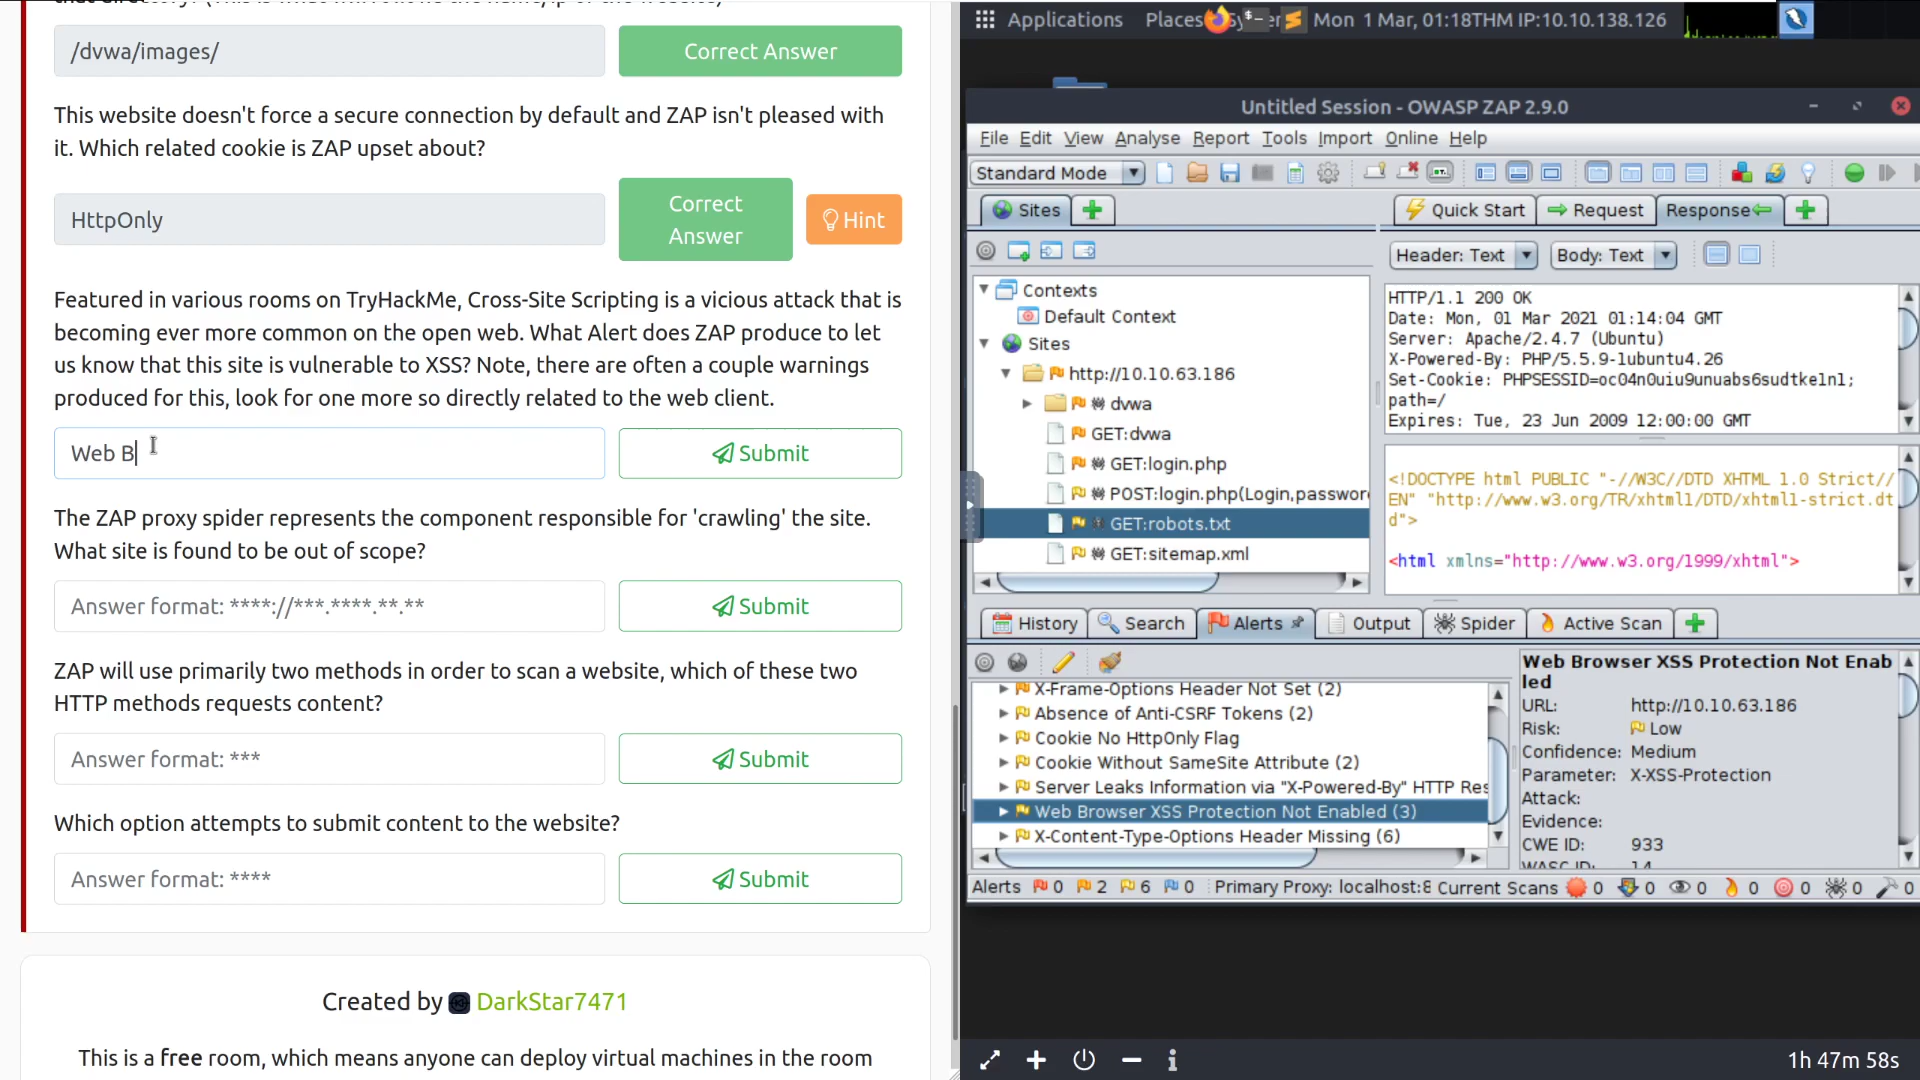 /dvwa/images/
Correct Answer
This website doesn't force a secure connection by default and ZAP isn't pleased with
it. Which related cookie is ZAP upset about?
HttpOnly
Correct
Answer
Hint
Featured in various rooms on TryHackMe, Cross-Site Scripting is a vicious attack that is
becoming ever more common on the open web. What Alert does ZAP produce to let
us know that this site is vulnerable to XSS? Note, there are often a couple warnings
produced for this, look for one more so directly related to the web client.
Web B
Submit
The ZAP proxy spider represents the component responsible for 'crawling' the site.
What site is found to be out of scope?
Answer format: ****://***.****.**.**
Submit
ZAP will use primarily two methods in order to scan a website, which of these two
HTTP methods requests content?
Answer format: ***
Submit
Which option attempts to submit content to the website?
Answer format: ****
Submit
Created by DarkStar7471
This is a free room, which means anyone can deploy virtual machines in the room
Applications Places Mon 1 Mar, 01:18 THM IP:10.10.138.126
Untitled Session - OWASP ZAP 2.9.0
File Edit View Analyse Report Tools Import Online Help
Standard Mode
Sites
Quick Start Request Response
Header: Text Body: Text
Contexts
Default Context
Sites
http://10.10.63.186
dvwa
GET:dvwa
GET:login.php
POST:login.php(Login,passwor
GET:robots.txt
GET:sitemap.xml
HTTP/1.1 200 OK
Date: Mon, 01 Mar 2021 01:14:04 GMT
Server: Apache/2.4.7 (Ubuntu)
X-Powered-By: PHP/5.5.9-1ubuntu4.26
Set-Cookie: PHPSESSID=oc04n0uiu9unuabs6sudtke1n1;
path=/
Expires: Tue, 23 Jun 2009 12:00:00 GMT
<!DOCTYPE html PUBLIC "-//W3C//DTD XHTML 1.0 Strict//
EN" "http://www.w3.org/TR/xhtml1/DTD/xhtml1-strict.dt
d">
<html xmlns="http://www.w3.org/1999/xhtml">
History Search Alerts Output Spider Active Scan
X-Frame-Options Header Not Set (2)
Absence of Anti-CSRF Tokens (2)
Cookie No HttpOnly Flag
Cookie Without SameSite Attribute (2)
Server Leaks Information via "X-Powered-By" HTTP Res
Web Browser XSS Protection Not Enabled (3)
X-Content-Type-Options Header Missing (6)
Web Browser XSS Protection Not Enab
led
URL: http://10.10.63.186
Risk: Low
Confidence: Medium
Parameter: X-XSS-Protection
Attack:
Evidence:
CWE ID: 933
WASC ID: 14
Alerts 0 2 6 0 Primary Proxy: localhost:8 Current Scans 0 0 0 0 0 0 0
1h 47m 58s